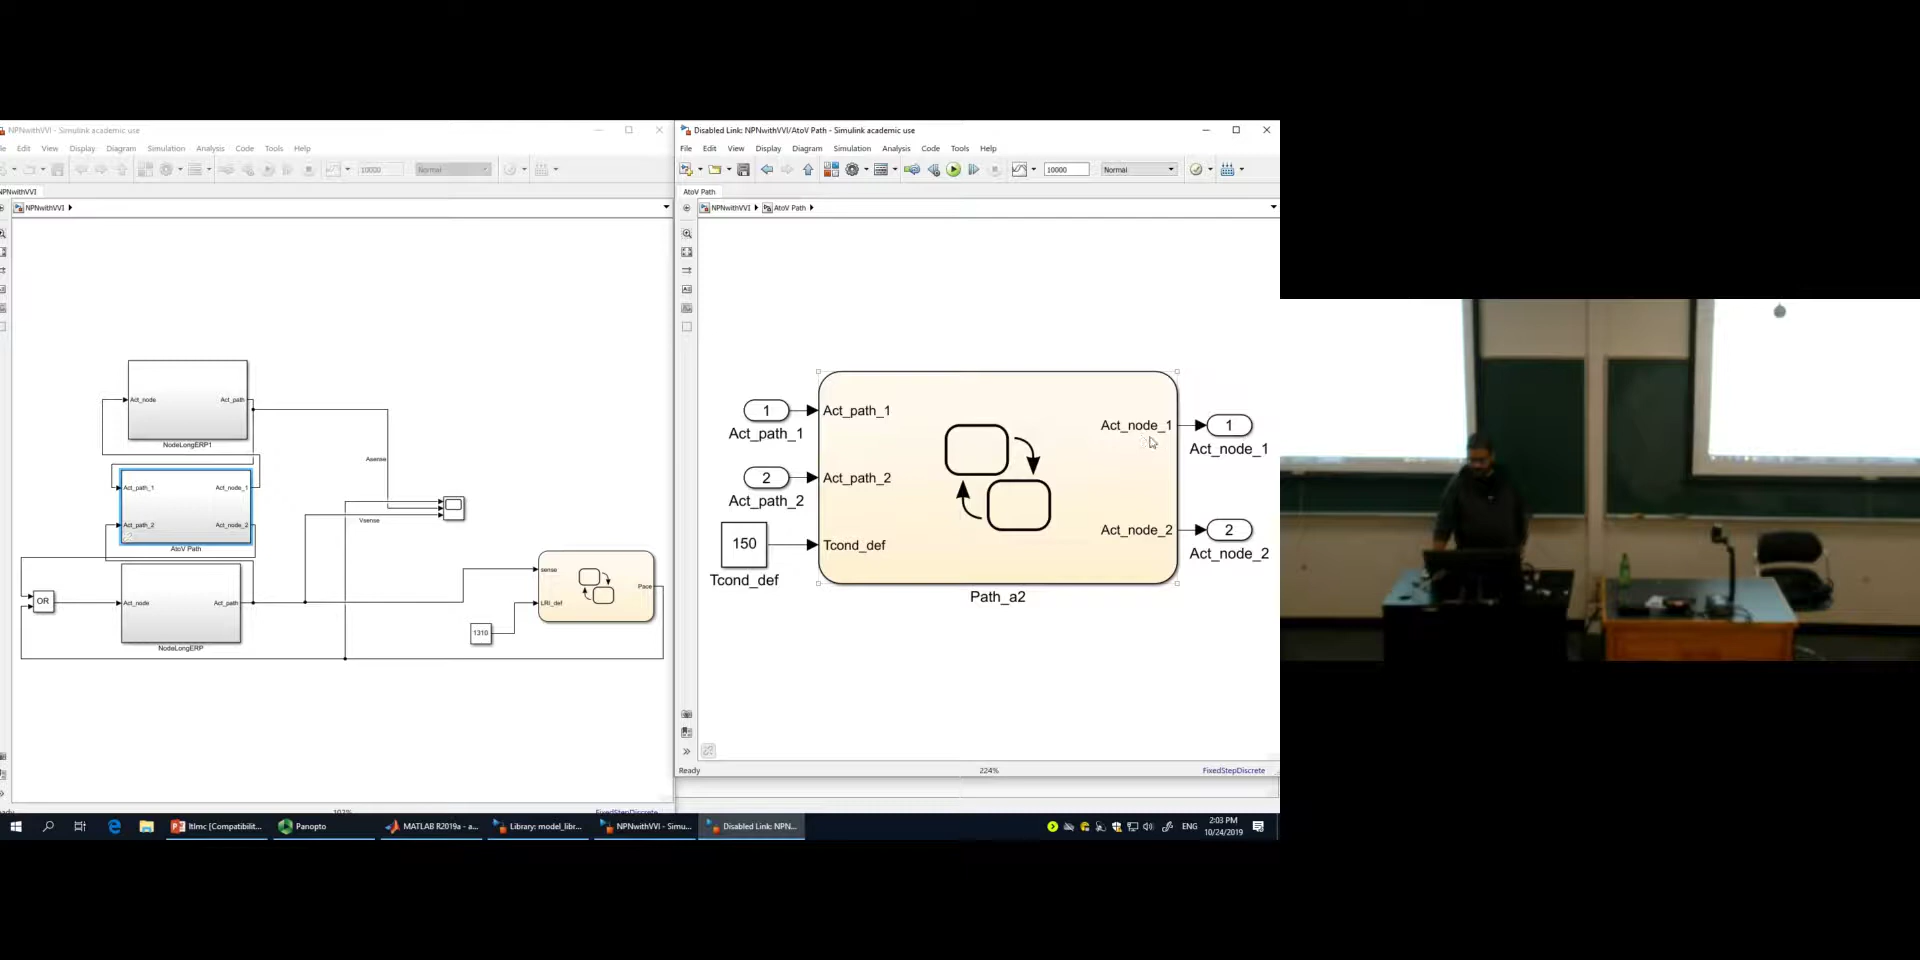 NPNwithVVI - Simulink academic use
Edit View Display Diagram Simulation Analysis Code Tools Help
10000 Normal
NPNwithVVI
NPNwithVVI
Act_node Act_path
NodeLongERP1
Asense
Act_path_1 Act_node_1
Act_path_2 Act_node_2
AtoV Path
Vsense
OR
Act_node Act_path
NodeLongERP
sense
LRI_def
Pace
1310
Disabled Link: NPNwithVVI/AtoV Path - Simulink academic use
File Edit View Display Diagram Simulation Analysis Code Tools Help
10000 Normal
AtoV Path
NPNwithVVI AtoV Path
1
Act_path_1
2
Act_path_2
150
Tcond_def
Act_path_1
Act_path_2
Tcond_def
Act_node_1
Act_node_2
Path_a2
1
Act_node_1
2
Act_node_2
Ready 224% FixedStepDiscrete
ltlmc [Compatibilit... Panopto MATLAB R2019a - a... Library: model_libr... NPNwithVVI - Simu... Disabled Link: NPN...
ENG
2:03 PM
10/24/2019